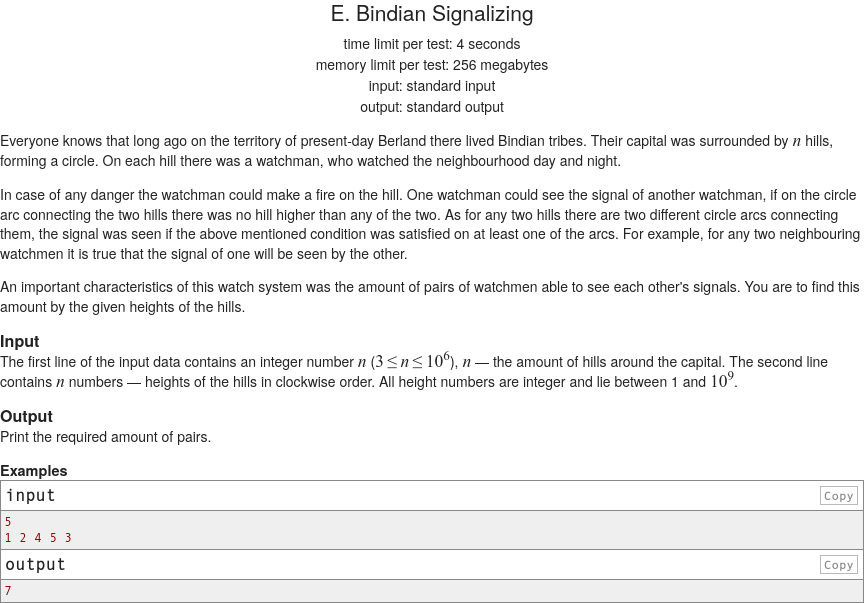 E. Bindian Signalizing
time limit per test: 4 seconds
memory limit per test: 256 megabytes
input: standard input
output: standard output
Everyone knows that long ago on the territory of present-day Berland there lived Bindian tribes. Their capital was surrounded by n hills,
forming a circle. On each hill there was a watchman, who watched the neighbourhood day and night.
In case of any danger the watchman could make a fire on the hill. One watchman could see the signal of another watchman, if on the circle
arc connecting the two hills there was no hill higher than any of the two. As for any two hills there are two different circle arcs connecting
them, the signal was seen if the above mentioned condition was satisfied on at least one of the arcs. For example, for any two neighbouring
watchmen it is true that the signal of one will be seen by the other.
An important characteristics of this watch system was the amount of pairs of watchmen able to see each other's signals. You are to find this
amount by the given heights of the hills.
Input
The first line of the input data contains an integer number n (3 ≤ n ≤ 10^6), n — the amount of hills around the capital. The second line
contains n numbers — heights of the hills in clockwise order. All height numbers are integer and lie between 1 and 10^9.
Output
Print the required amount of pairs.
Examples
input Copy
5
1 2 4 5 3
output Copy
7